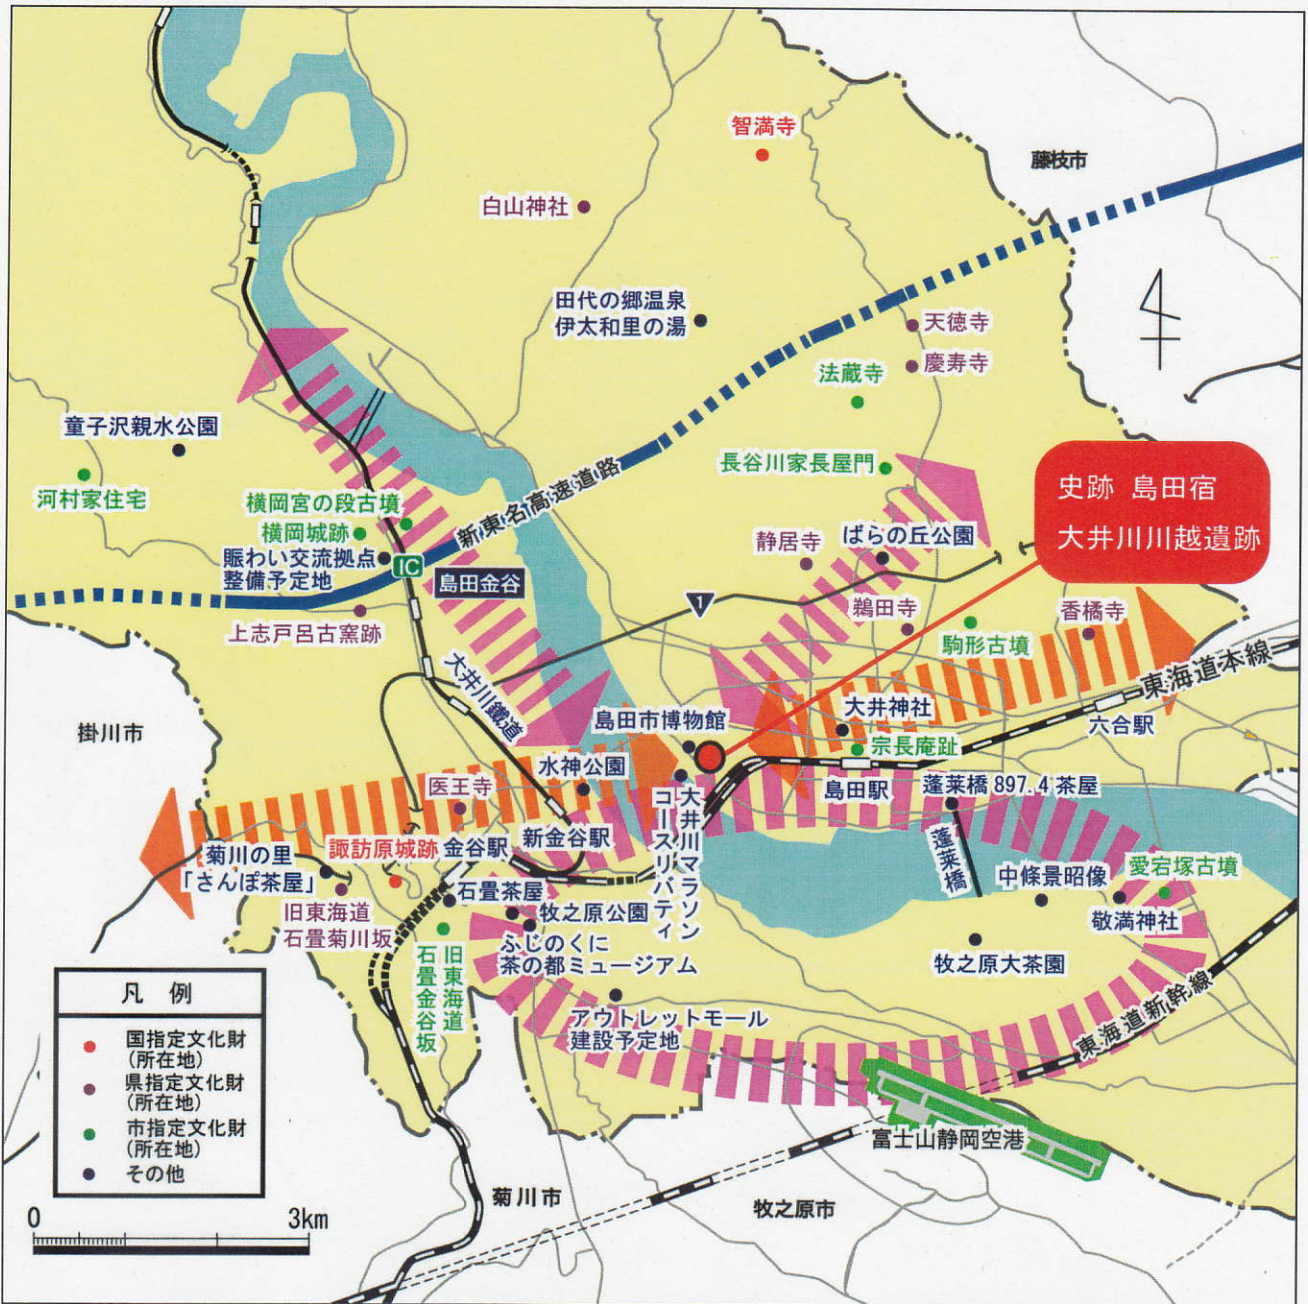 智満寺
藤枝市
白山神社
田代の郷温泉
伊太和里の湯
天徳寺
慶寿寺
法蔵寺
童子沢親水公園
河村家住宅
長谷川家長屋門
史跡 島田宿
大井川川越遺跡
横岡宮の段古墳
横岡城跡
賑わい交流拠点
整備予定地
IC
島田金谷
新東名高速道路
静居寺
ばらの丘公園
1
鵜田寺
駒形古墳
香橘寺
上志戸呂古窯跡
大井川鐵道
掛川市
島田市博物館
大井神社
宗長庵趾
東海道本線
六合駅
水神公園
医王寺
島田駅
蓬莱橋 897.4 茶屋
大井川マラソン
コースリバティ
蓬莱橋
菊川の里
「さんぽ茶屋」
諏訪原城跡
金谷駅
新金谷駅
石畳茶屋
牧之原公園
中條景昭像
愛宕塚古墳
敬満神社
旧東海道
石畳菊川坂
ふじのくに
茶の都ミュージアム
牧之原大茶園
旧東海道
石畳金谷坂
アウトレットモール
建設予定地
東海道新幹線
富士山静岡空港
凡 例
国指定文化財
(所在地)
県指定文化財
(所在地)
市指定文化財
(所在地)
その他
0
3km
菊川市
牧之原市